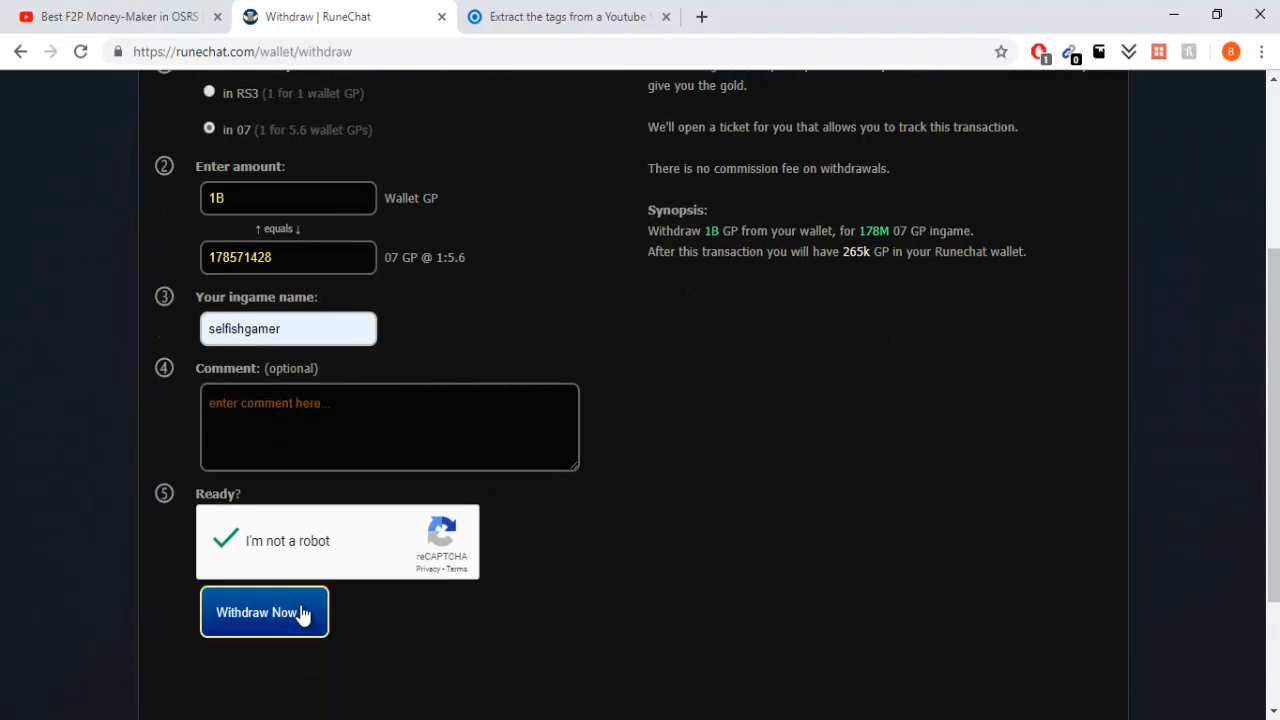 Best F2P Money-Maker in OSRS
Withdraw | RuneChat
Extract the tags from a Youtube
https://runechat.com/wallet/withdraw
1
0
B
in RS3 (1 for 1 wallet GP)
in 07 (1 for 5.6 wallet GPs)
2 Enter amount:
1B Wallet GP
↑ equals ↓
178571428 07 GP @ 1:5.6
3 Your ingame name:
selfishgamer
4 Comment: (optional)
enter comment here...
5 Ready?
I'm not a robot
reCAPTCHA
Privacy • Terms
Withdraw Now
give you the gold.
We'll open a ticket for you that allows you to track this transaction.
There is no commission fee on withdrawals.
Synopsis:
Withdraw 1B GP from your wallet, for 178M 07 GP ingame.
After this transaction you will have 265k GP in your Runechat wallet.